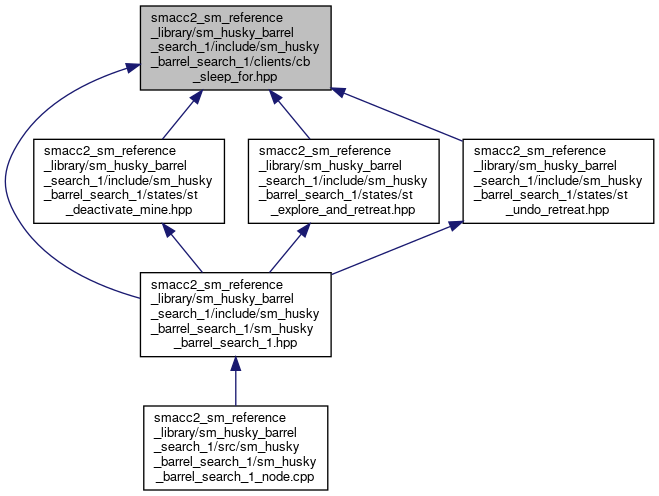 smacc2_sm_reference
_library/sm_husky_barrel
_search_1/include/sm_husky
_barrel_search_1/clients/cb
_sleep_for.hpp
smacc2_sm_reference
_library/sm_husky_barrel
_search_1/include/sm_husky
_barrel_search_1/states/st
_deactivate_mine.hpp
smacc2_sm_reference
_library/sm_husky_barrel
_search_1/include/sm_husky
_barrel_search_1/states/st
_explore_and_retreat.hpp
smacc2_sm_reference
_library/sm_husky_barrel
_search_1/include/sm_husky
_barrel_search_1/states/st
_undo_retreat.hpp
smacc2_sm_reference
_library/sm_husky_barrel
_search_1/include/sm_husky
_barrel_search_1/sm_husky
_barrel_search_1.hpp
smacc2_sm_reference
_library/sm_husky_barrel
_search_1/src/sm_husky
_barrel_search_1/sm_husky
_barrel_search_1_node.cpp